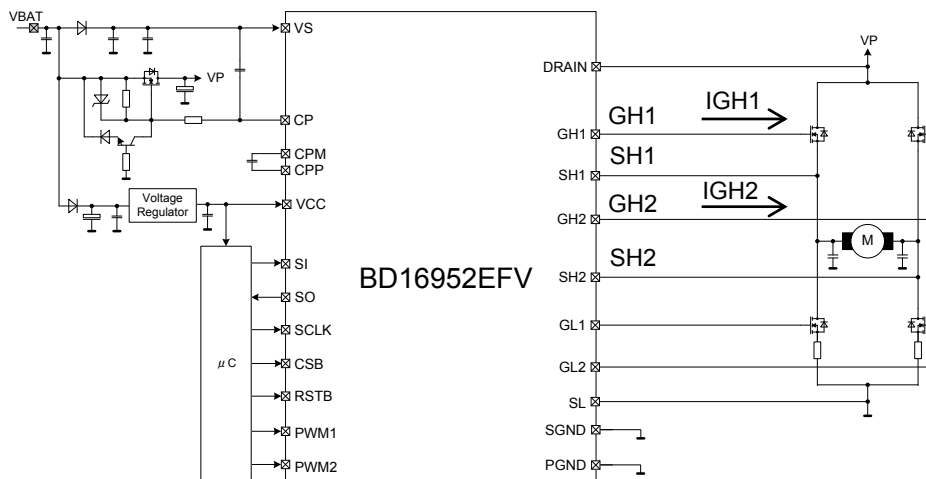 VBAT
VS
VP
CP
CPM
CPP
Voltage
Regulator
VCC
μC
SI
SO
SCLK
CSB
RSTB
PWM1
PWM2
BD16952EFV
DRAIN
GH1
SH1
GH2
SH2
GL1
GL2
SL
SGND
PGND
GH1
IGH1
SH1
GH2
IGH2
SH2
VP
M